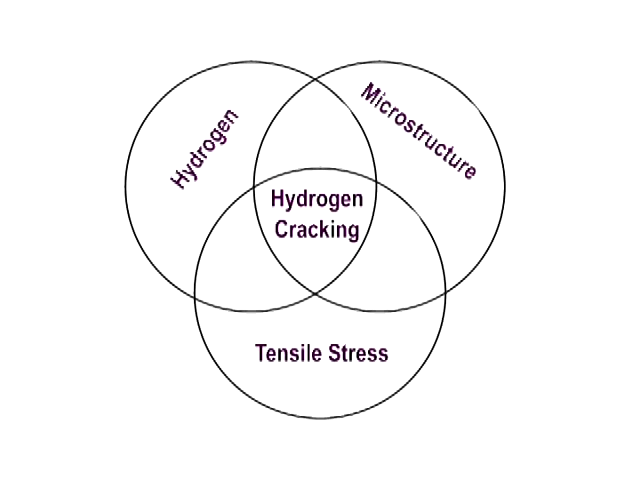 Hydrogen
Microstructure
Hydrogen
Cracking
Tensile Stress